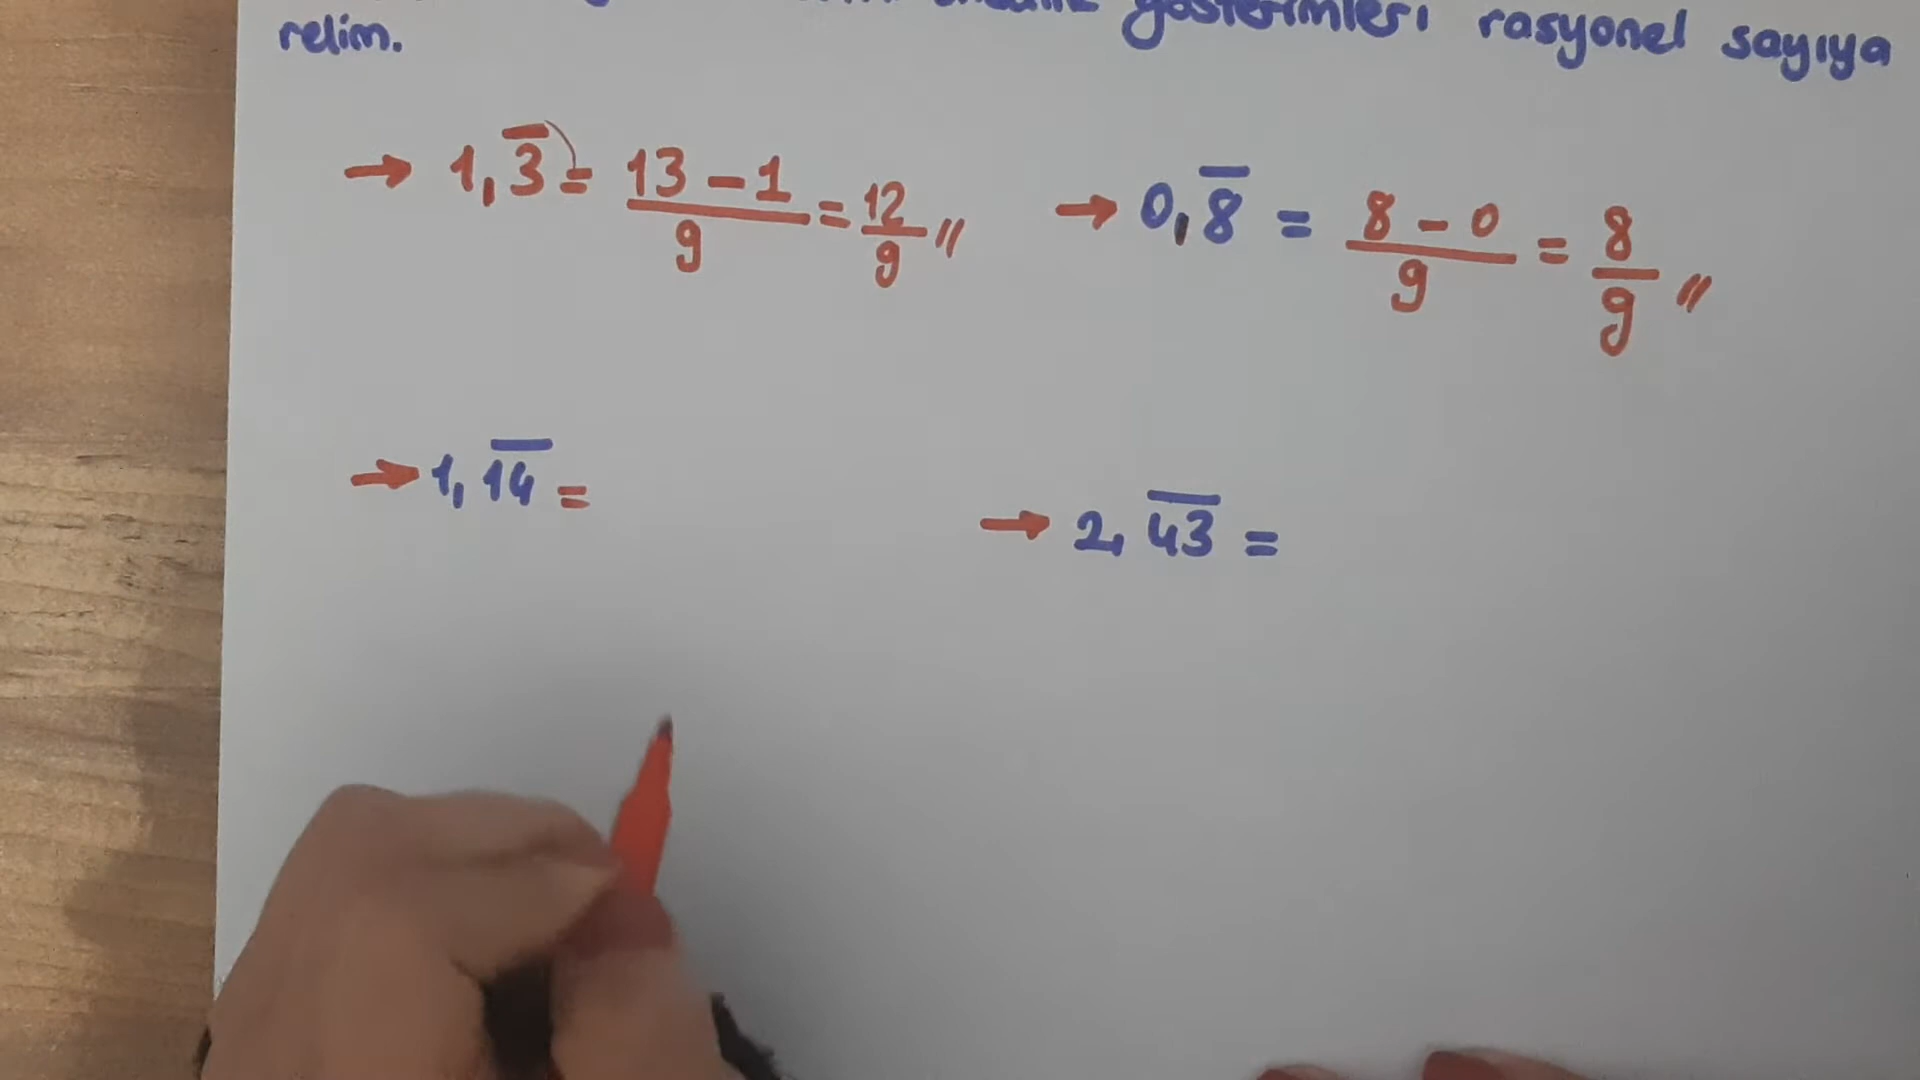 gösterimleri rasyonel sayıya
relim.
→ 1,3̅ = 13 - 1 / 9 = 12 / 9 //
→ 0,8̅ = 8 - 0 / 9 = 8 / 9 //
→ 1,1̅4̅ =
→ 2,4̅3̅ =